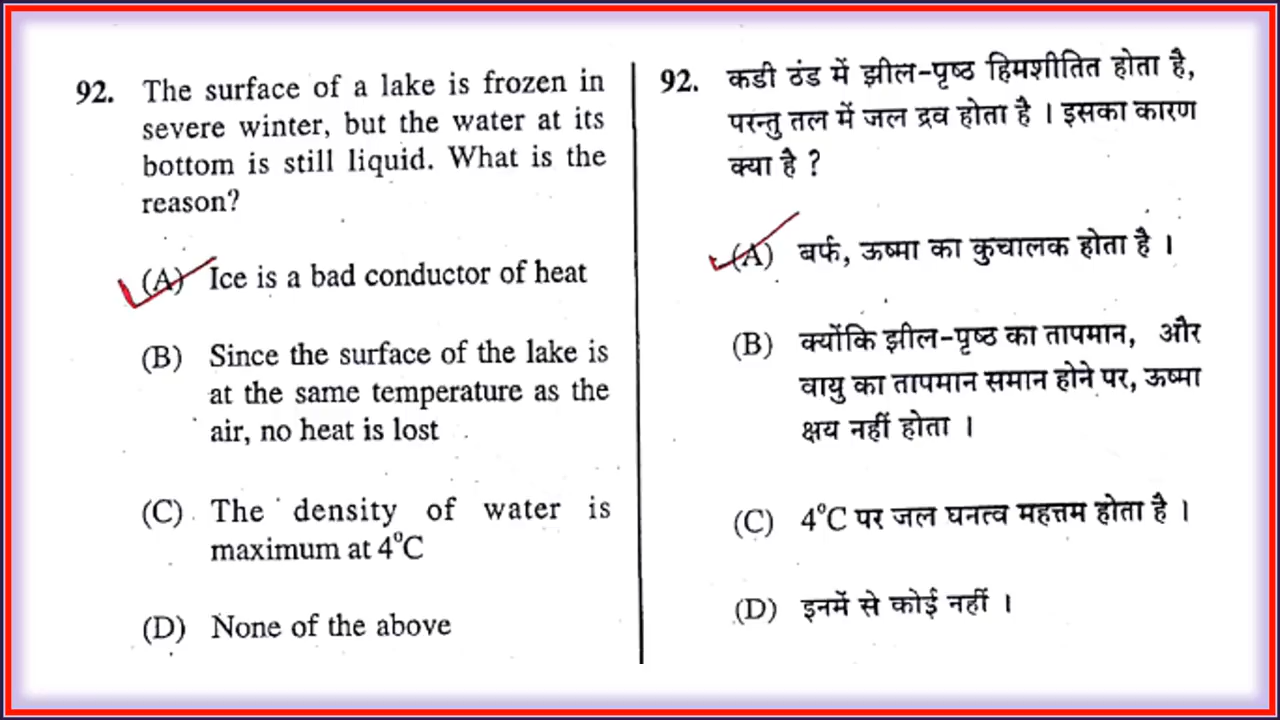 92. The surface of a lake is frozen in
severe winter, but the water at its
bottom is still liquid. What is the
reason?
(A) Ice is a bad conductor of heat
(B) Since the surface of the lake is
at the same temperature as the
air, no heat is lost
(C) The density of water is
maximum at 4°C
(D) None of the above
92. कडी ठंड में झील-पृष्ठ हिमशीतित होता है,
परन्तु तल में जल द्रव होता है । इसका कारण
क्या है ?
(A) बर्फ, ऊष्मा का कुचालक होता है ।
(B) क्योंकि झील-पृष्ठ का तापमान, और
वायु का तापमान समान होने पर, ऊष्मा
क्षय नहीं होता ।
(C) 4°C पर जल घनत्व महत्तम होता है ।
(D) इनमें से कोई नहीं ।